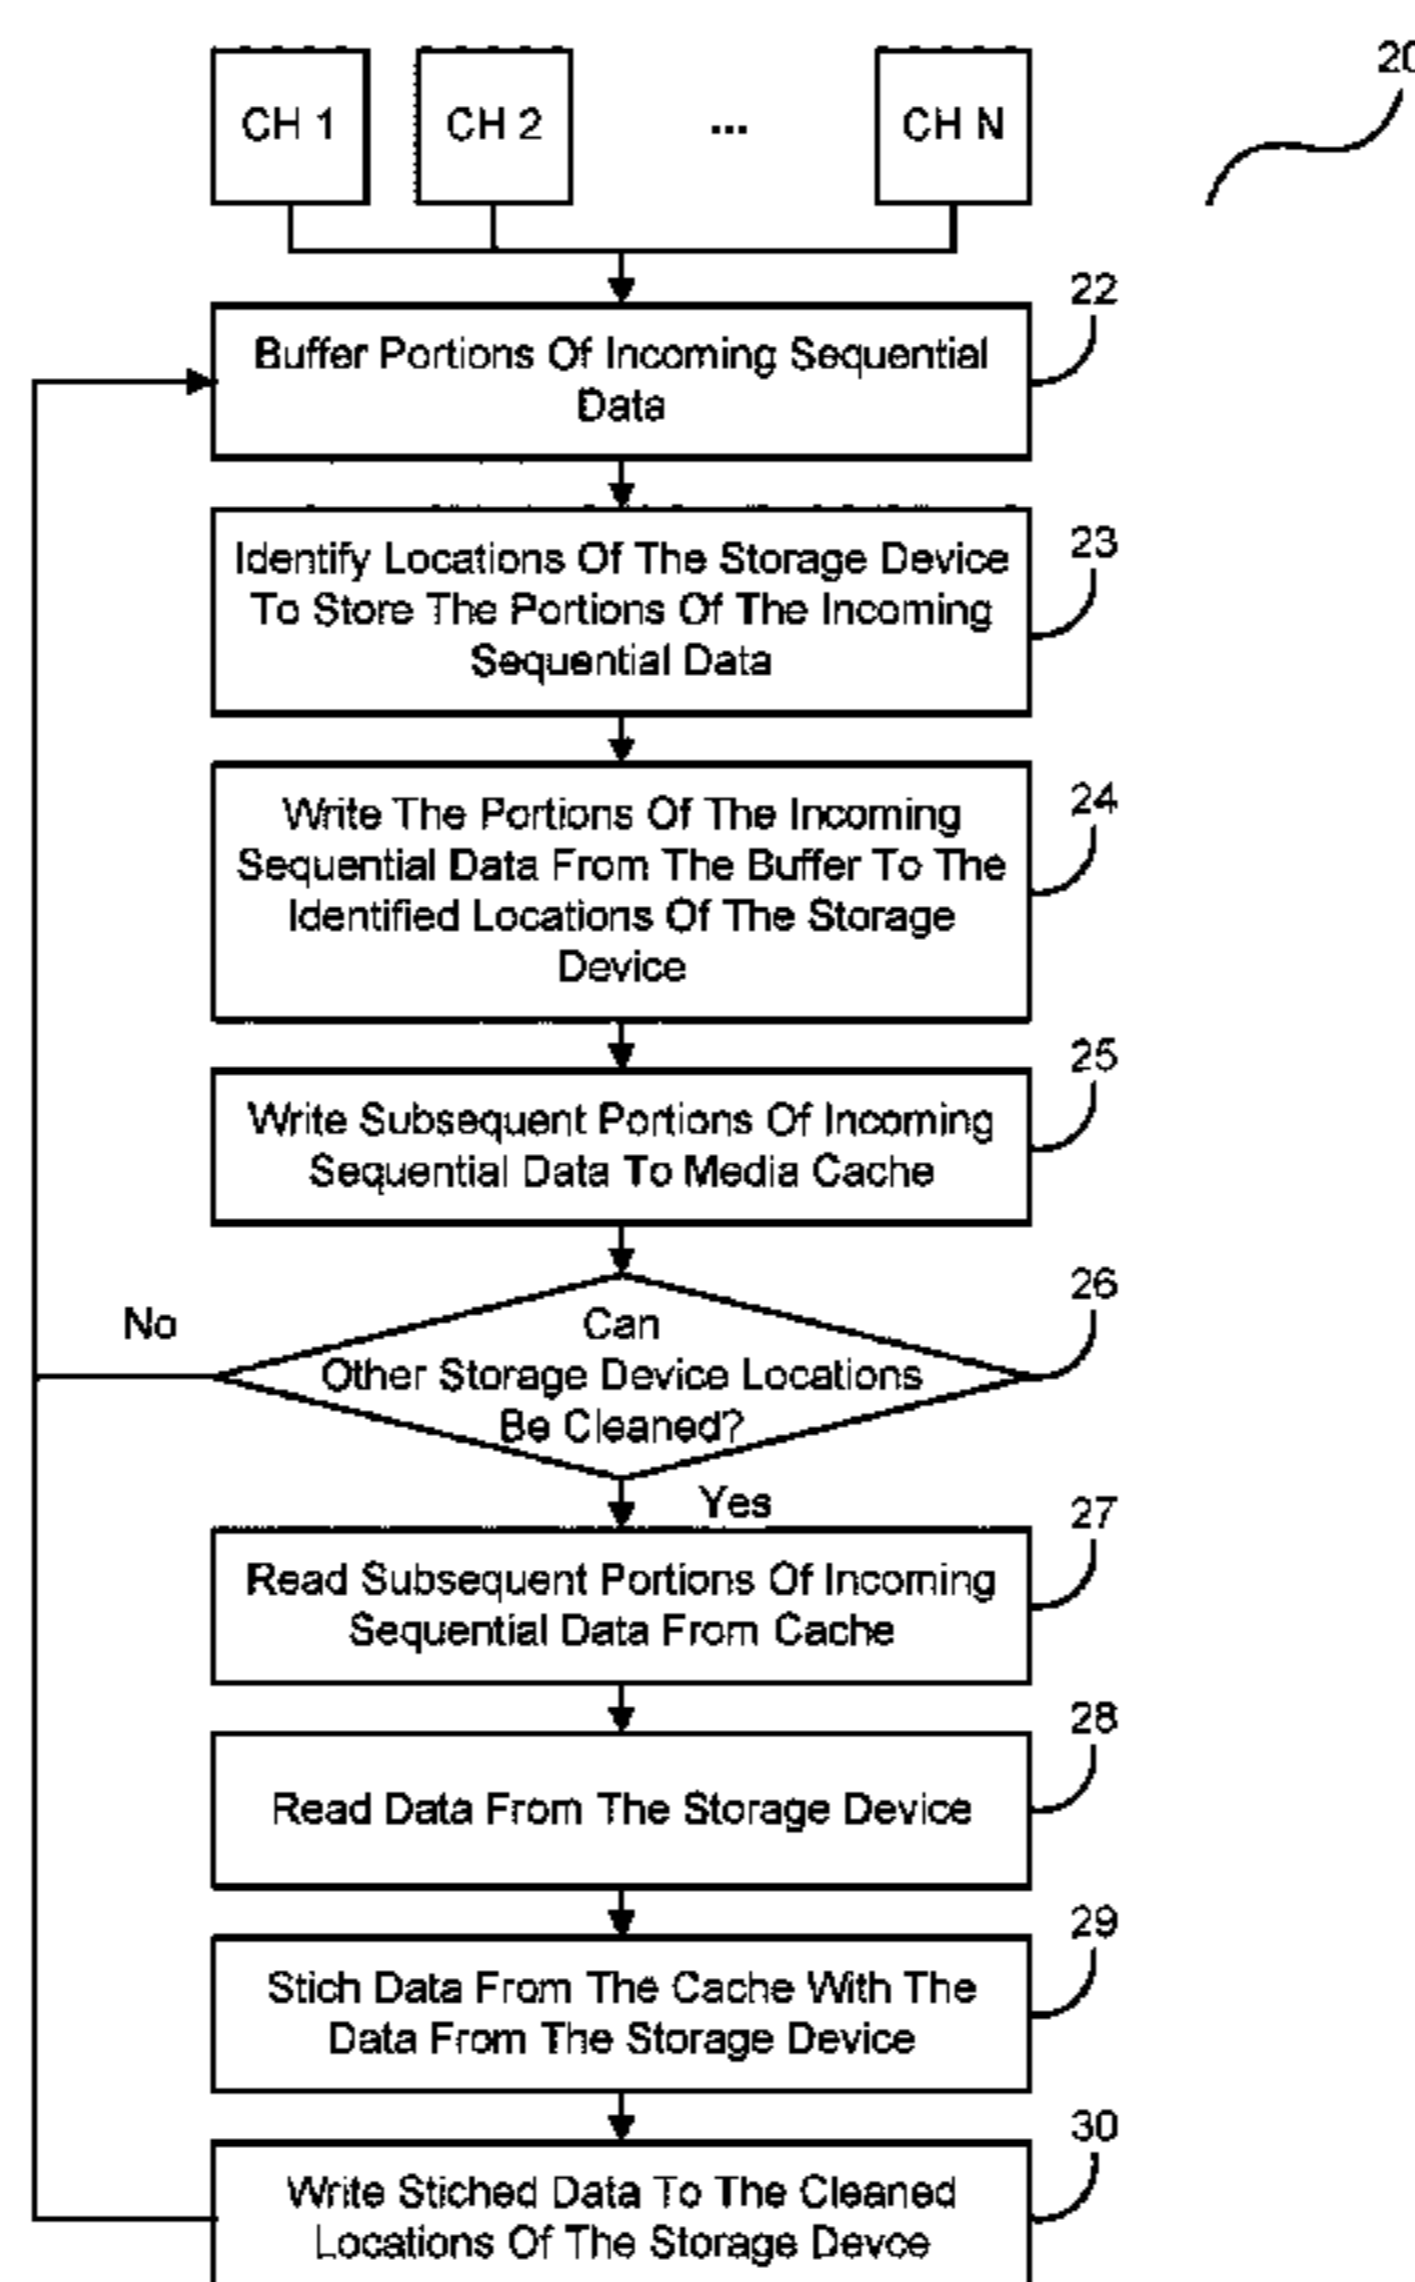 20
CH 1
CH 2
...
CH N
22
Buffer Portions Of Incoming Sequential
Data
23
Identify Locations Of The Storage Device
To Store The Portions Of The Incoming
Sequential Data
24
Write The Portions Of The Incoming
Sequential Data From The Buffer To The
Identified Locations Of The Storage
Device
25
Write Subsequent Portions Of Incoming
Sequential Data To Media Cache
26
No
Can
Other Storage Device Locations
Be Cleaned?
Yes
27
Read Subsequent Portions Of Incoming
Sequential Data From Cache
28
Read Data From The Storage Device
29
Stich Data From The Cache With The
Data From The Storage Device
30
Write Stiched Data To The Cleaned
Locations Of The Storage Devce